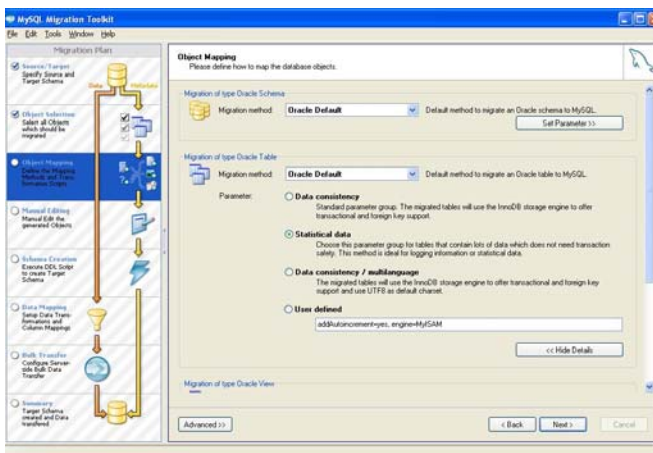 MySQL Migration Toolkit
File Edit Tools Window Help
Migration Plan
Source/Target
Specify Source and
Target Schema
Data
Metadata
Object Selection
Select all Objects
which should be
migrated
Object Mapping
Define the Mapping
Methods and Trans-
formation Scripts
Manual Editing
Manual Edit the
generated Objects
Schema Creation
Execute DDL Script
to create Target
Schema
Data Mapping
Setup Data Trans-
formations and
Column Mappings
Bulk Transfer
Configure Server-
side Bulk Data
Transfer
Summary
Target Schema
created and Data
transfered
Object Mapping
Please define how to map the database objects.
Migration of type Oracle Schema
Migration method: Oracle Default Default method to migrate an Oracle schema to MySQL.
Set Parameter >>
Migration of type Oracle Table
Migration method: Oracle Default Default method to migrate an Oracle table to MySQL.
Parameter: Data consistency
Standard parameter group. The migrated tables will use the InnoDB storage engine to offer
transactional and foreign key support.
Statistical data
Choose this parameter group for tables that contain lots of data which does not need transaction
safety. This method is ideal for logging information or statistical data.
Data consistency / multilanguage
The migrated tables will use the InnoDB storage engine to offer transactional and foreign key
support and use UTF8 as default charset.
User defined
addAutoincrement=yes, engine=MyISAM
<< Hide Details
Migration of type Oracle View
Advanced >>
< Back Next > Cancel